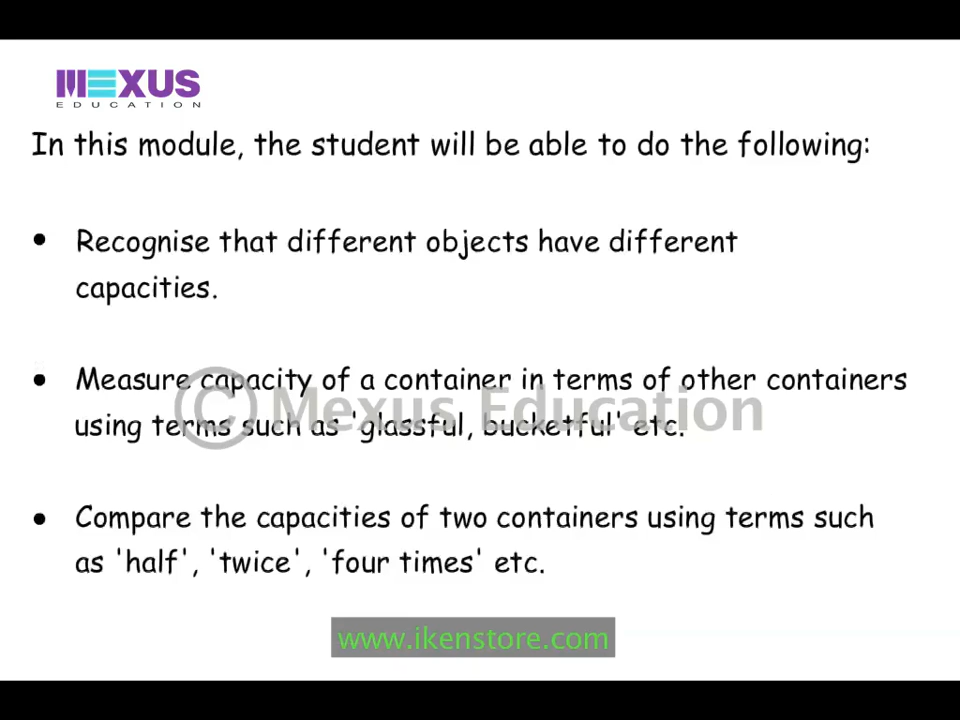 MEXUS
EDUCATION
In this module, the student will be able to do the following:
• Recognise that different objects have different
capacities.
• Measure capacity of a container in terms of other containers
using terms such as 'glassful, bucketful' etc.
© Mexus Education
• Compare the capacities of two containers using terms such
as 'half', 'twice', 'four times' etc.
www.ikenstore.com